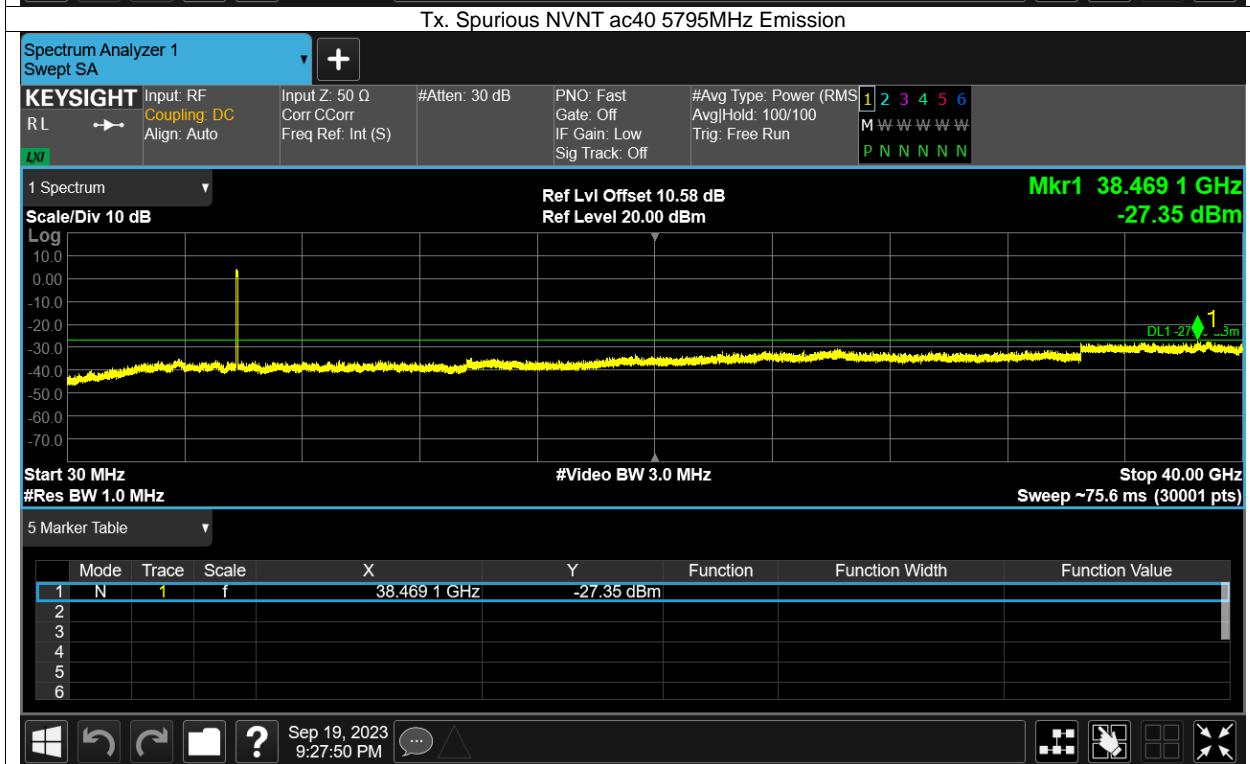 Tx. Spurious NVNT ac40 5795MHz Emission
Spectrum Analyzer 1
Swept SA
+
KEYSIGHT Input: RF Input Z: 50 Ω #Atten: 30 dB PNO: Fast #Avg Type: Power (RMS 1 2 3 4 5 6
R L Coupling: DC Corr CCorr Gate: Off Avg|Hold: 100/100 M W W W W W
Align: Auto Freq Ref: Int (S) IF Gain: Low Trig: Free Run
LXI Sig Track: Off P N N N N N
1 Spectrum Ref Lvl Offset 10.58 dB Mkr1 38.469 1 GHz
Scale/Div 10 dB Ref Level 20.00 dBm -27.35 dBm
Log
10.0
0.00
-10.0
-20.0
1
DL1 -27
-30.0
-40.0
-50.0
-60.0
-70.0
Start 30 MHz #Video BW 3.0 MHz Stop 40.00 GHz
#Res BW 1.0 MHz Sweep ~75.6 ms (30001 pts)
5 Marker Table
Mode Trace Scale X Y Function Function Width Function Value
1 N 1 f 38.469 1 GHz -27.35 dBm
2
3
4
5
6
? Sep 19, 2023
9:27:50 PM